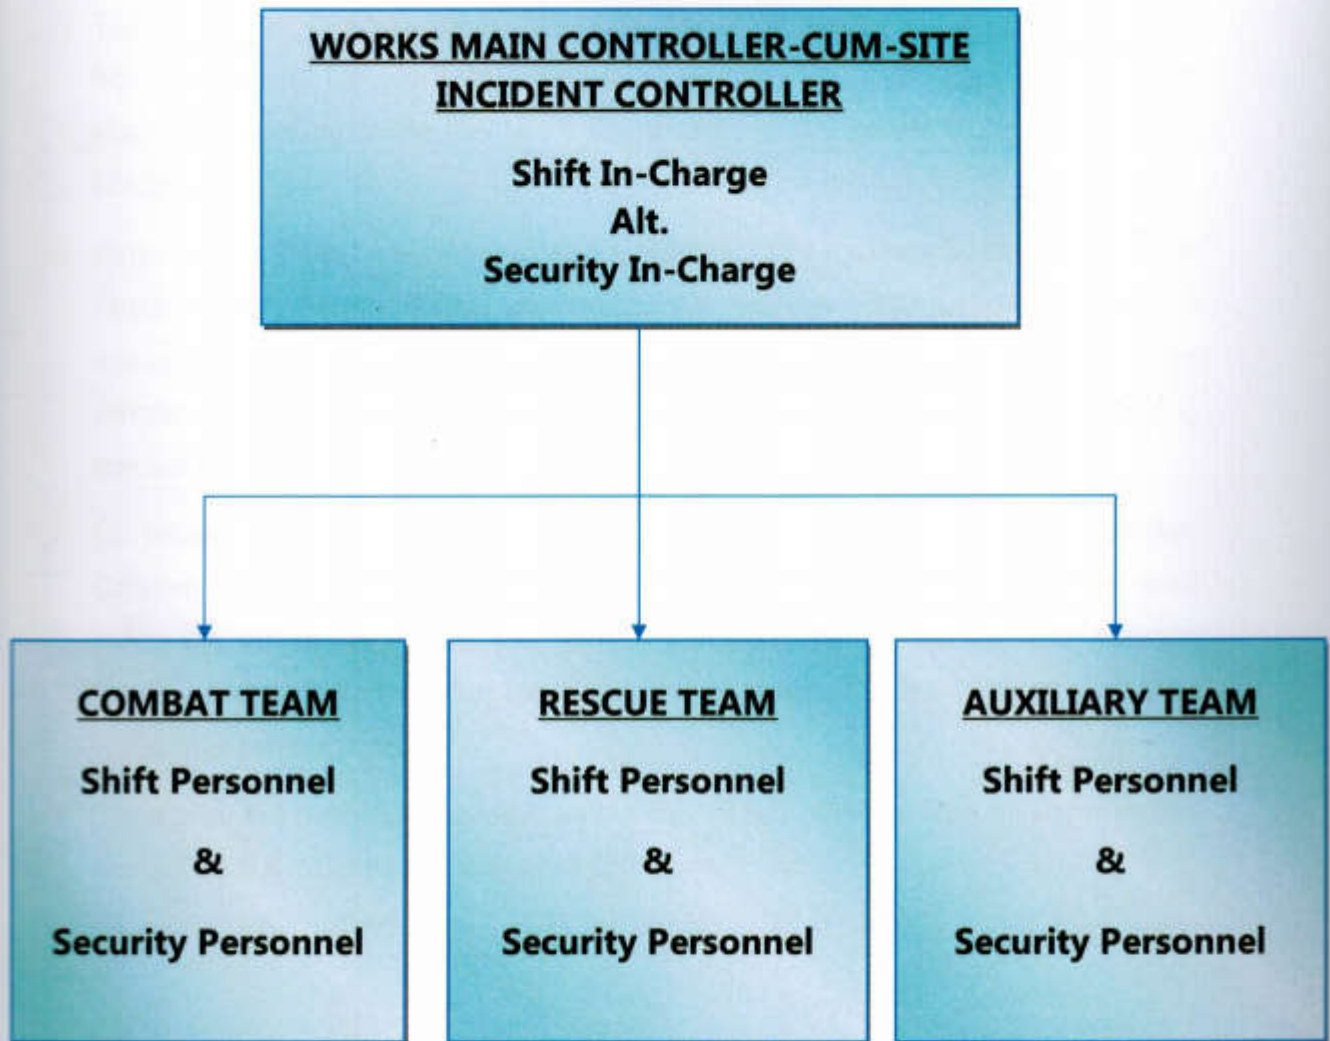 WORKS MAIN CONTROLLER-CUM-SITE
INCIDENT CONTROLLER
Shift In-Charge
Alt.
Security In-Charge
COMBAT TEAM
Shift Personnel
&
Security Personnel
RESCUE TEAM
Shift Personnel
&
Security Personnel
AUXILIARY TEAM
Shift Personnel
&
Security Personnel